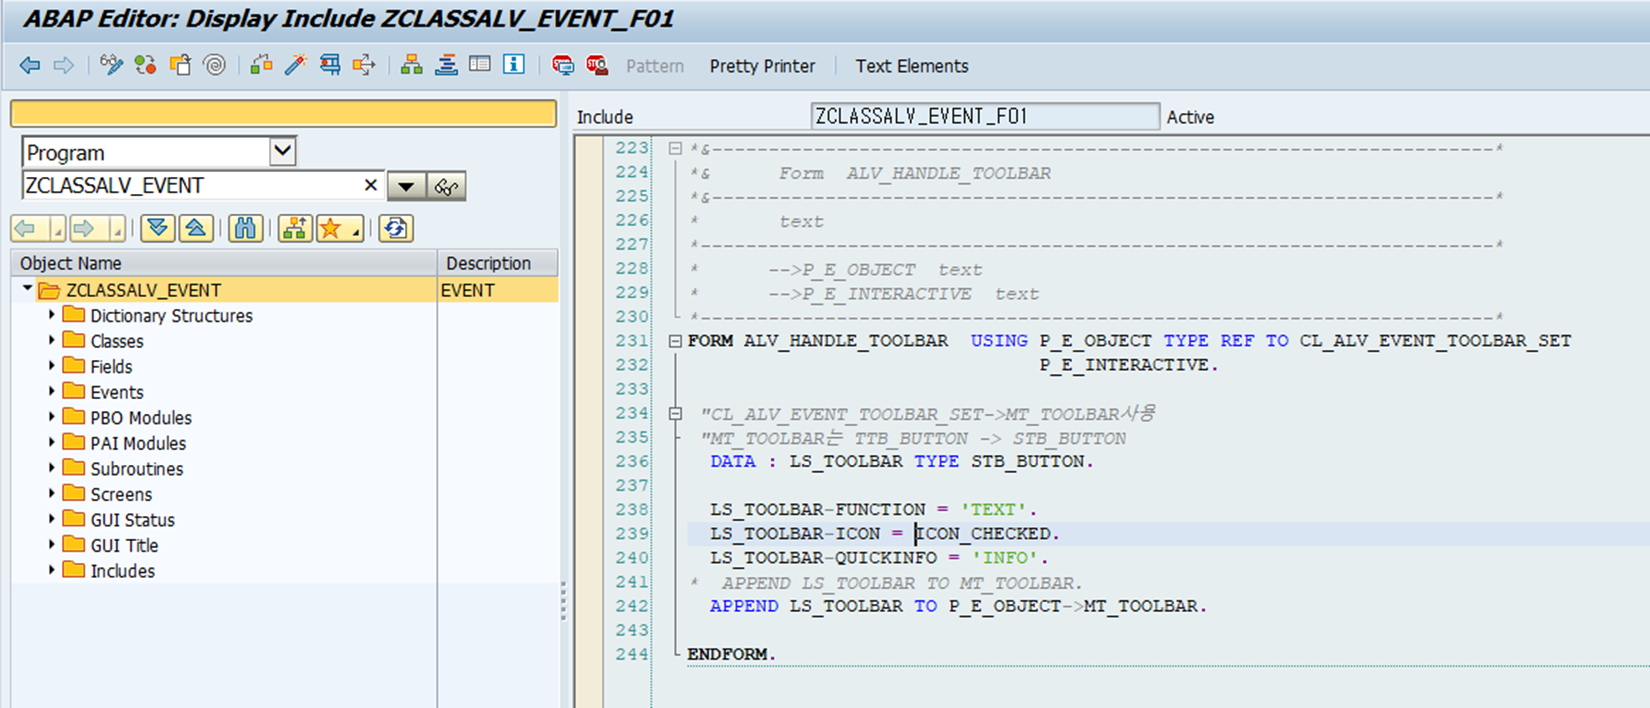 ABAP Editor: Display Include ZCLASSALV_EVENT_F01
Pattern Pretty Printer Text Elements
Program
ZCLASSALV_EVENT
Object Name Description
ZCLASSALV_EVENT EVENT
Dictionary Structures
Classes
Fields
Events
PBO Modules
PAI Modules
Subroutines
Screens
GUI Status
GUI Title
Includes
Include ZCLASSALV_EVENT_F01 Active
223 *&---------------------------------------------------------------------*
224 *&      Form  ALV_HANDLE_TOOLBAR
225 *&---------------------------------------------------------------------*
226 *       text
227 *----------------------------------------------------------------------*
228 *      -->P_E_OBJECT  text
229 *      -->P_E_INTERACTIVE  text
230 *----------------------------------------------------------------------*
231 FORM ALV_HANDLE_TOOLBAR  USING P_E_OBJECT TYPE REF TO CL_ALV_EVENT_TOOLBAR_SET
232                                P_E_INTERACTIVE.
233
234  "CL_ALV_EVENT_TOOLBAR_SET->MT_TOOLBAR사용
235  "MT_TOOLBAR는 TTB_BUTTON -> STB_BUTTON
236   DATA : LS_TOOLBAR TYPE STB_BUTTON.
237
238   LS_TOOLBAR-FUNCTION = 'TEXT'.
239   LS_TOOLBAR-ICON = ICON_CHECKED.
240   LS_TOOLBAR-QUICKINFO = 'INFO'.
241 *  APPEND LS_TOOLBAR TO MT_TOOLBAR.
242   APPEND LS_TOOLBAR TO P_E_OBJECT->MT_TOOLBAR.
243
244 ENDFORM.